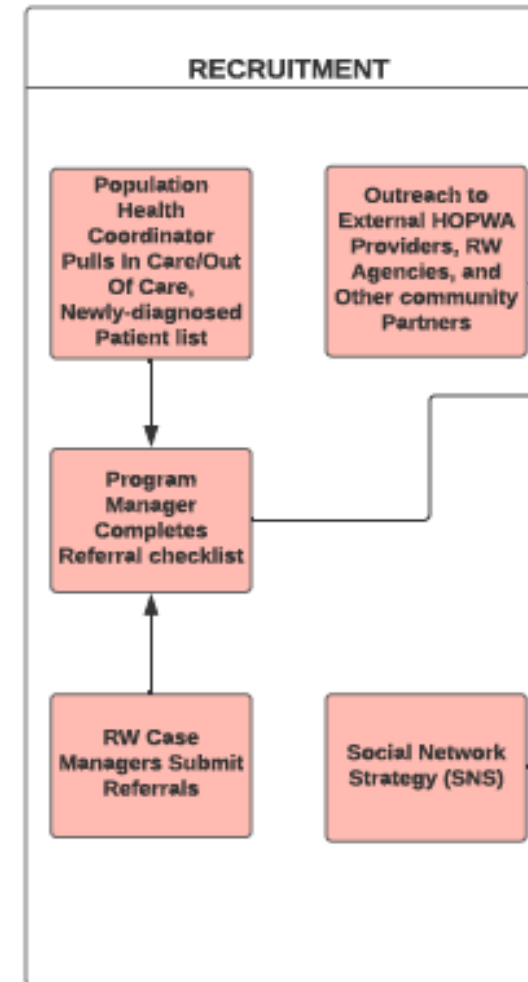 RECRUITMENT
Population
Health
Coordinator
Pulls In Care/Out
Of Care,
Newly-diagnosed
Patient list
Outreach to
External HOPWA
Providers, RW
Agencies, and
Other community
Partners
Program
Manager
Completes
Referral checklist
RW Case
Managers Submit
Referrals
Social Network
Strategy (SNS)